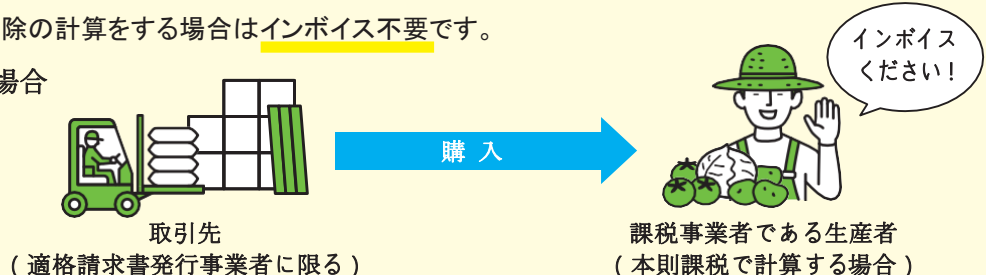 除の計算をする場合はインボイス不要です。
場合
インボイス
ください！
購入
取引先
（適格請求書発行事業者に限る）
課税事業者である生産者
（本則課税で計算する場合）